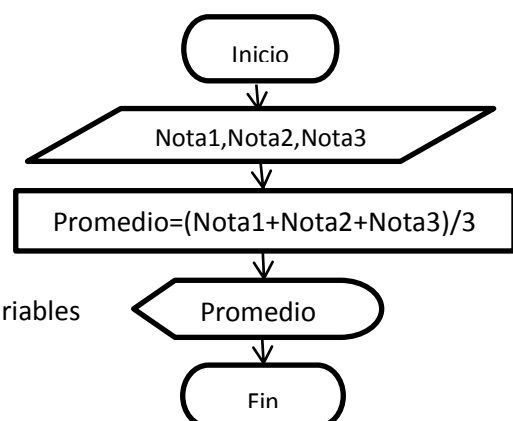 Inicio
Nota1,Nota2,Nota3
Promedio=(Nota1+Nota2+Nota3)/3
riables
Promedio
Fin